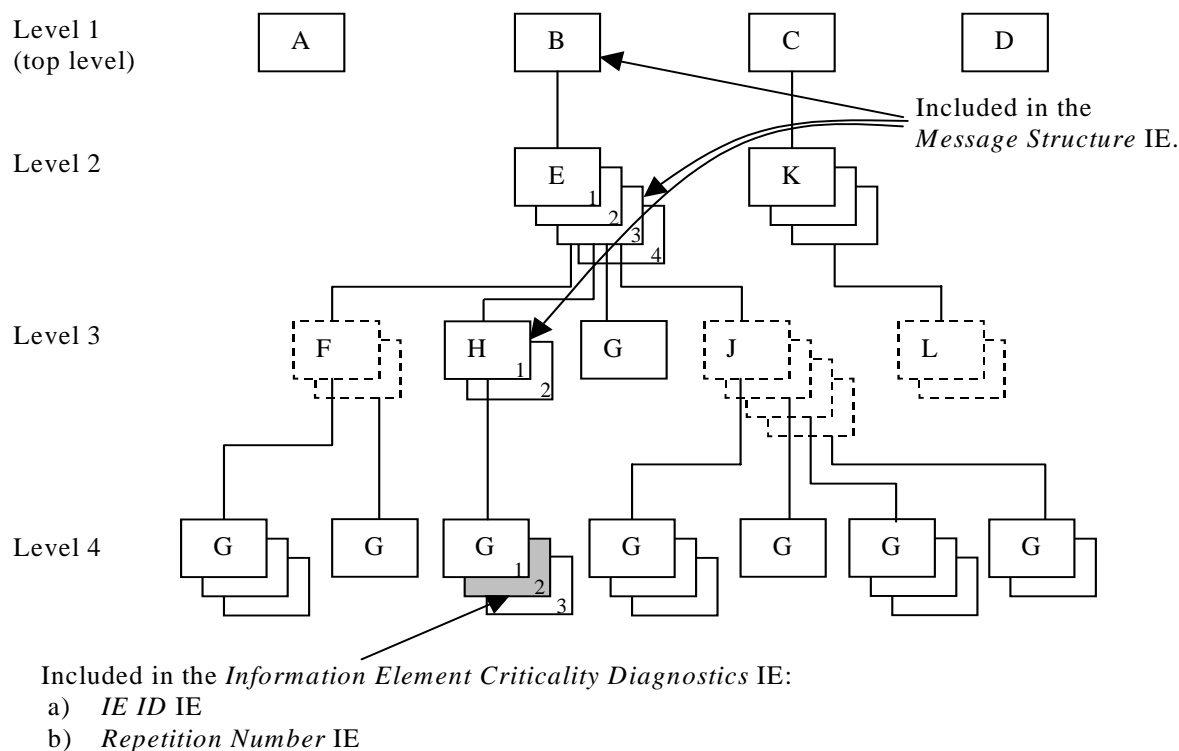 Level 1
(top level)
A
B
C
D
Included in the
Message Structure IE.
Level 2
E
1
2
3
4
K
Level 3
F
H
1
2
G
J
L
Level 4
G
G
G
1
2
3
G
G
G
G
Included in the Information Element Criticality Diagnostics IE:
a) IE ID IE
b) Repetition Number IE